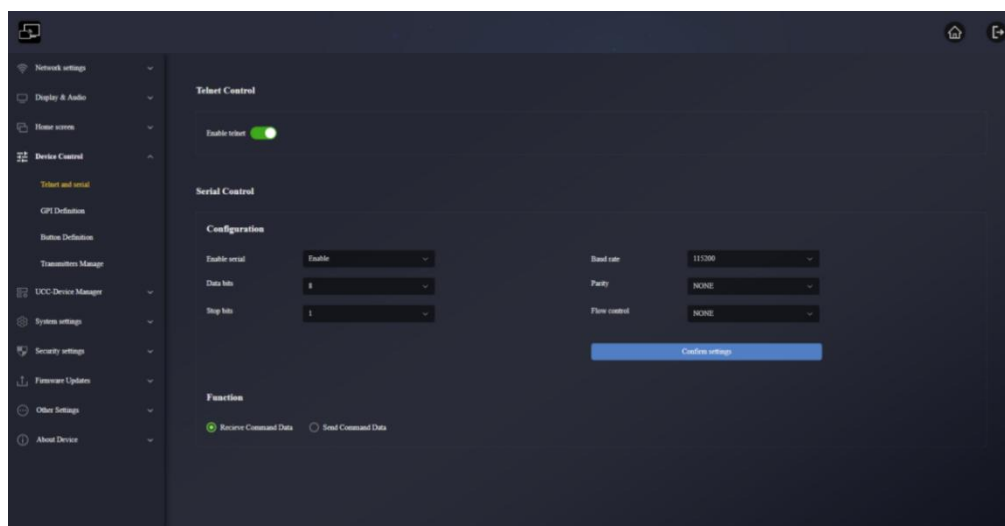 Network settings
Display & Audio
Home screen
Device Control
Telnet and serial
GPI Definition
Button Definition
Transmitters Manage
UCC-Device Manager
System settings
Security settings
Firmware Updates
Other Settings
About Device
Telnet Control
Enable telnet
Serial Control
Configuration
Enable serial Enable Baud rate 115200
Data bits 8 Parity NONE
Stop bits 1 Flow control NONE
Confirm settings
Function
Recieve Command Data Send Command Data